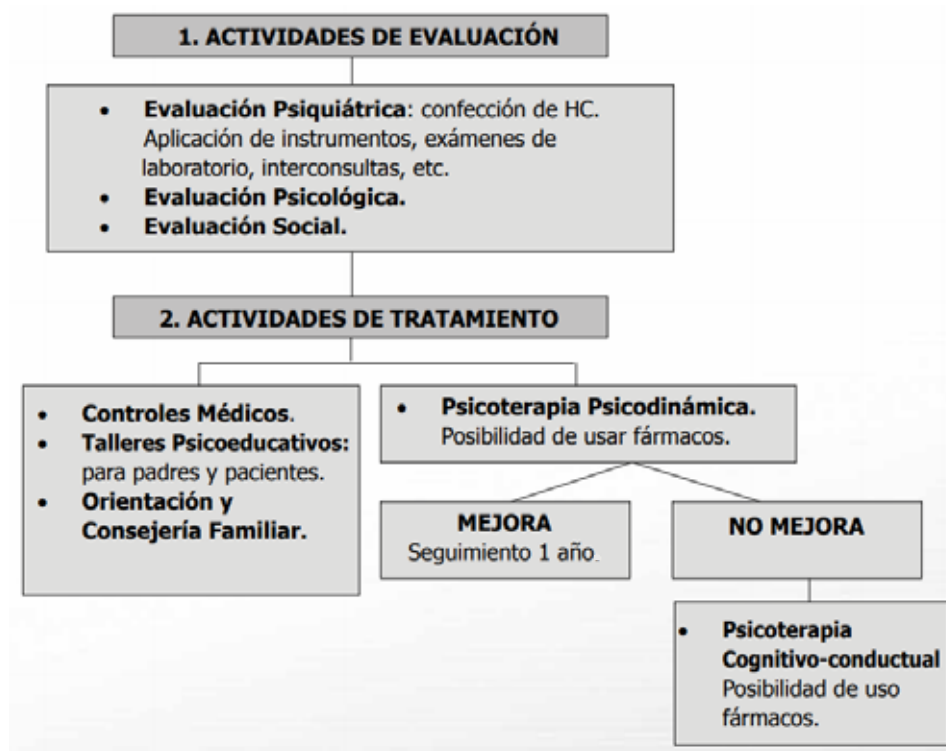 1. ACTIVIDADES DE EVALUACIÓN
• Evaluación Psiquiátrica: confección de HC.
Aplicación de instrumentos, exámenes de
laboratorio, interconsultas, etc.
• Evaluación Psicológica.
• Evaluación Social.
2. ACTIVIDADES DE TRATAMIENTO
• Controles Médicos.
• Talleres Psicoeducativos:
para padres y pacientes.
• Orientación y
Consejería Familiar.
• Psicoterapia Psicodinámica.
Posibilidad de usar fármacos.
MEJORA
Seguimiento 1 año.
NO MEJORA
• Psicoterapia
Cognitivo-conductual
Posibilidad de uso
fármacos.